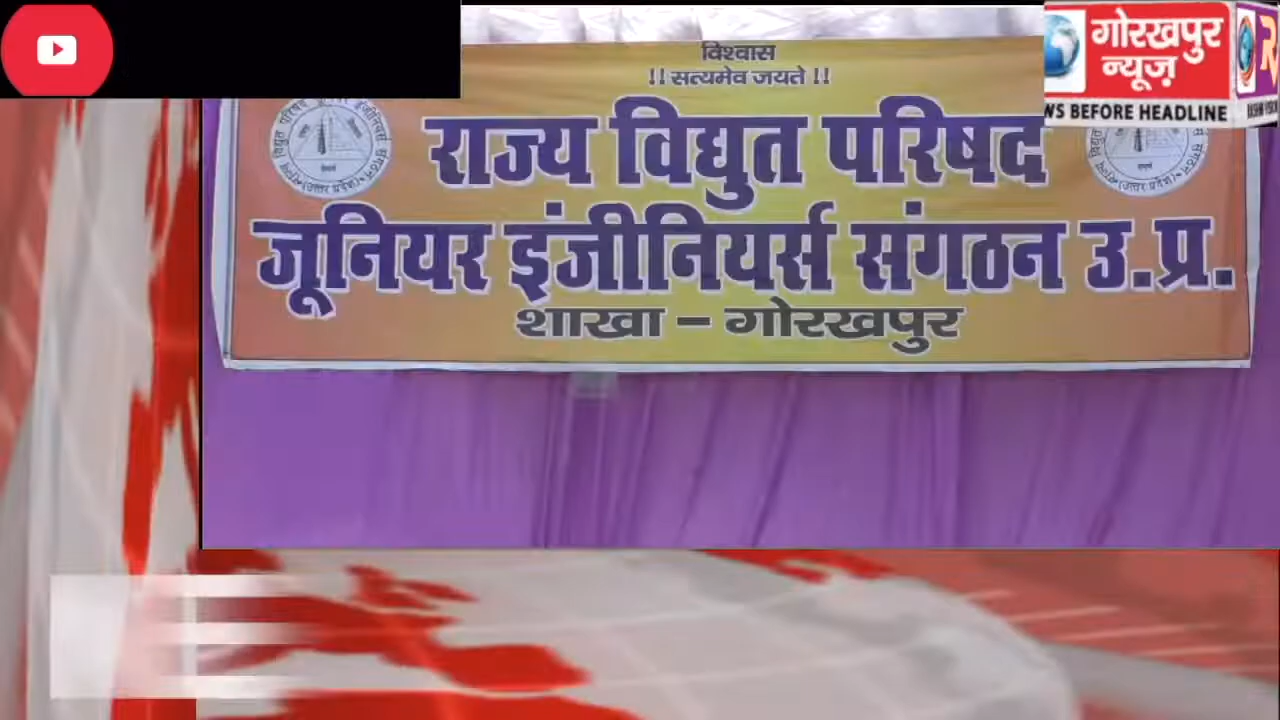 विश्वास
!! सत्यमेव जयते !!
राज्य विद्युत परिषद
जूनियर इंजीनियर्स संगठन उ.प्र.
शाखा – गोरखपुर
गोरखपुर
न्यूज़
WS BEFORE HEADLINE